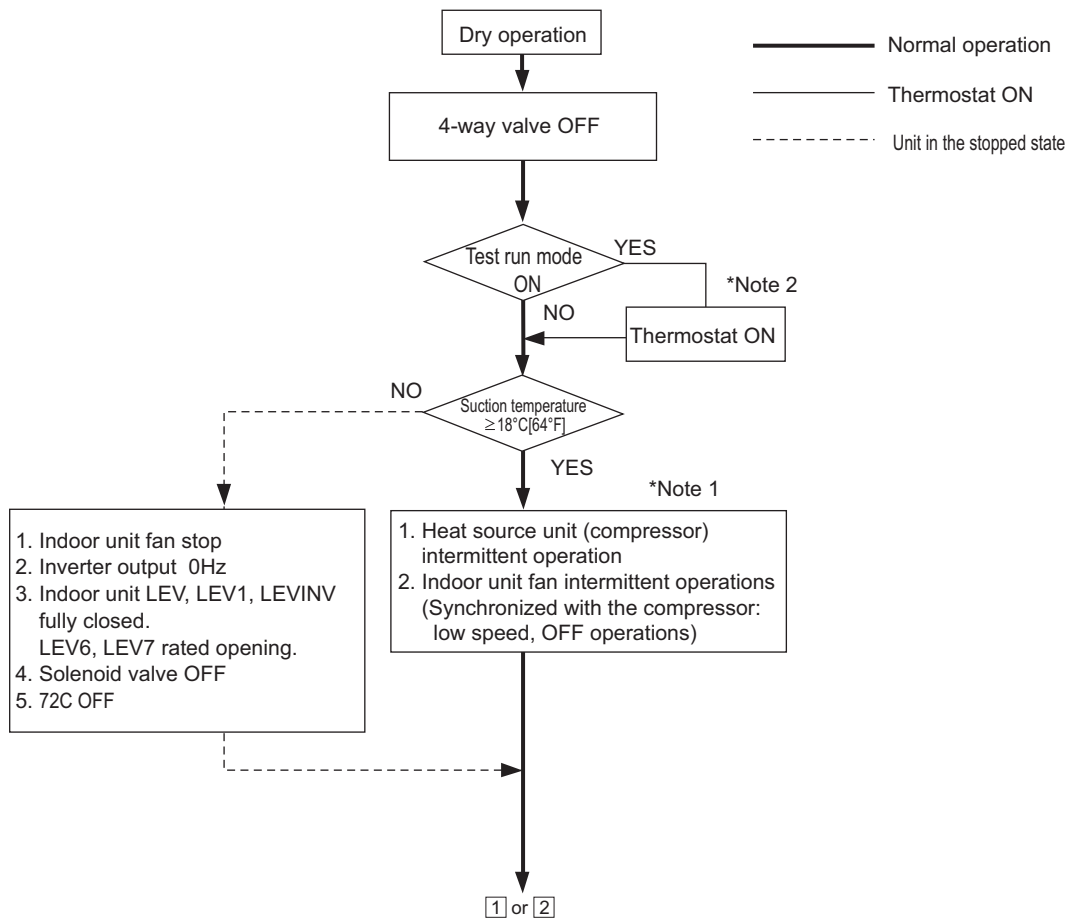 Dry operation
Normal operation
Thermostat ON
Unit in the stopped state
4-way valve OFF
Test run mode
ON
YES
*Note 2
NO
Thermostat ON
NO
Suction temperature
≥18°C[64°F]
YES
*Note 1
1. Indoor unit fan stop
2. Inverter output 0Hz
3. Indoor unit LEV, LEV1, LEVINV
fully closed.
LEV6, LEV7 rated opening.
4. Solenoid valve OFF
5. 72C OFF
1. Heat source unit (compressor)
intermittent operation
2. Indoor unit fan intermittent operations
(Synchronized with the compressor:
low speed, OFF operations)
1 or 2